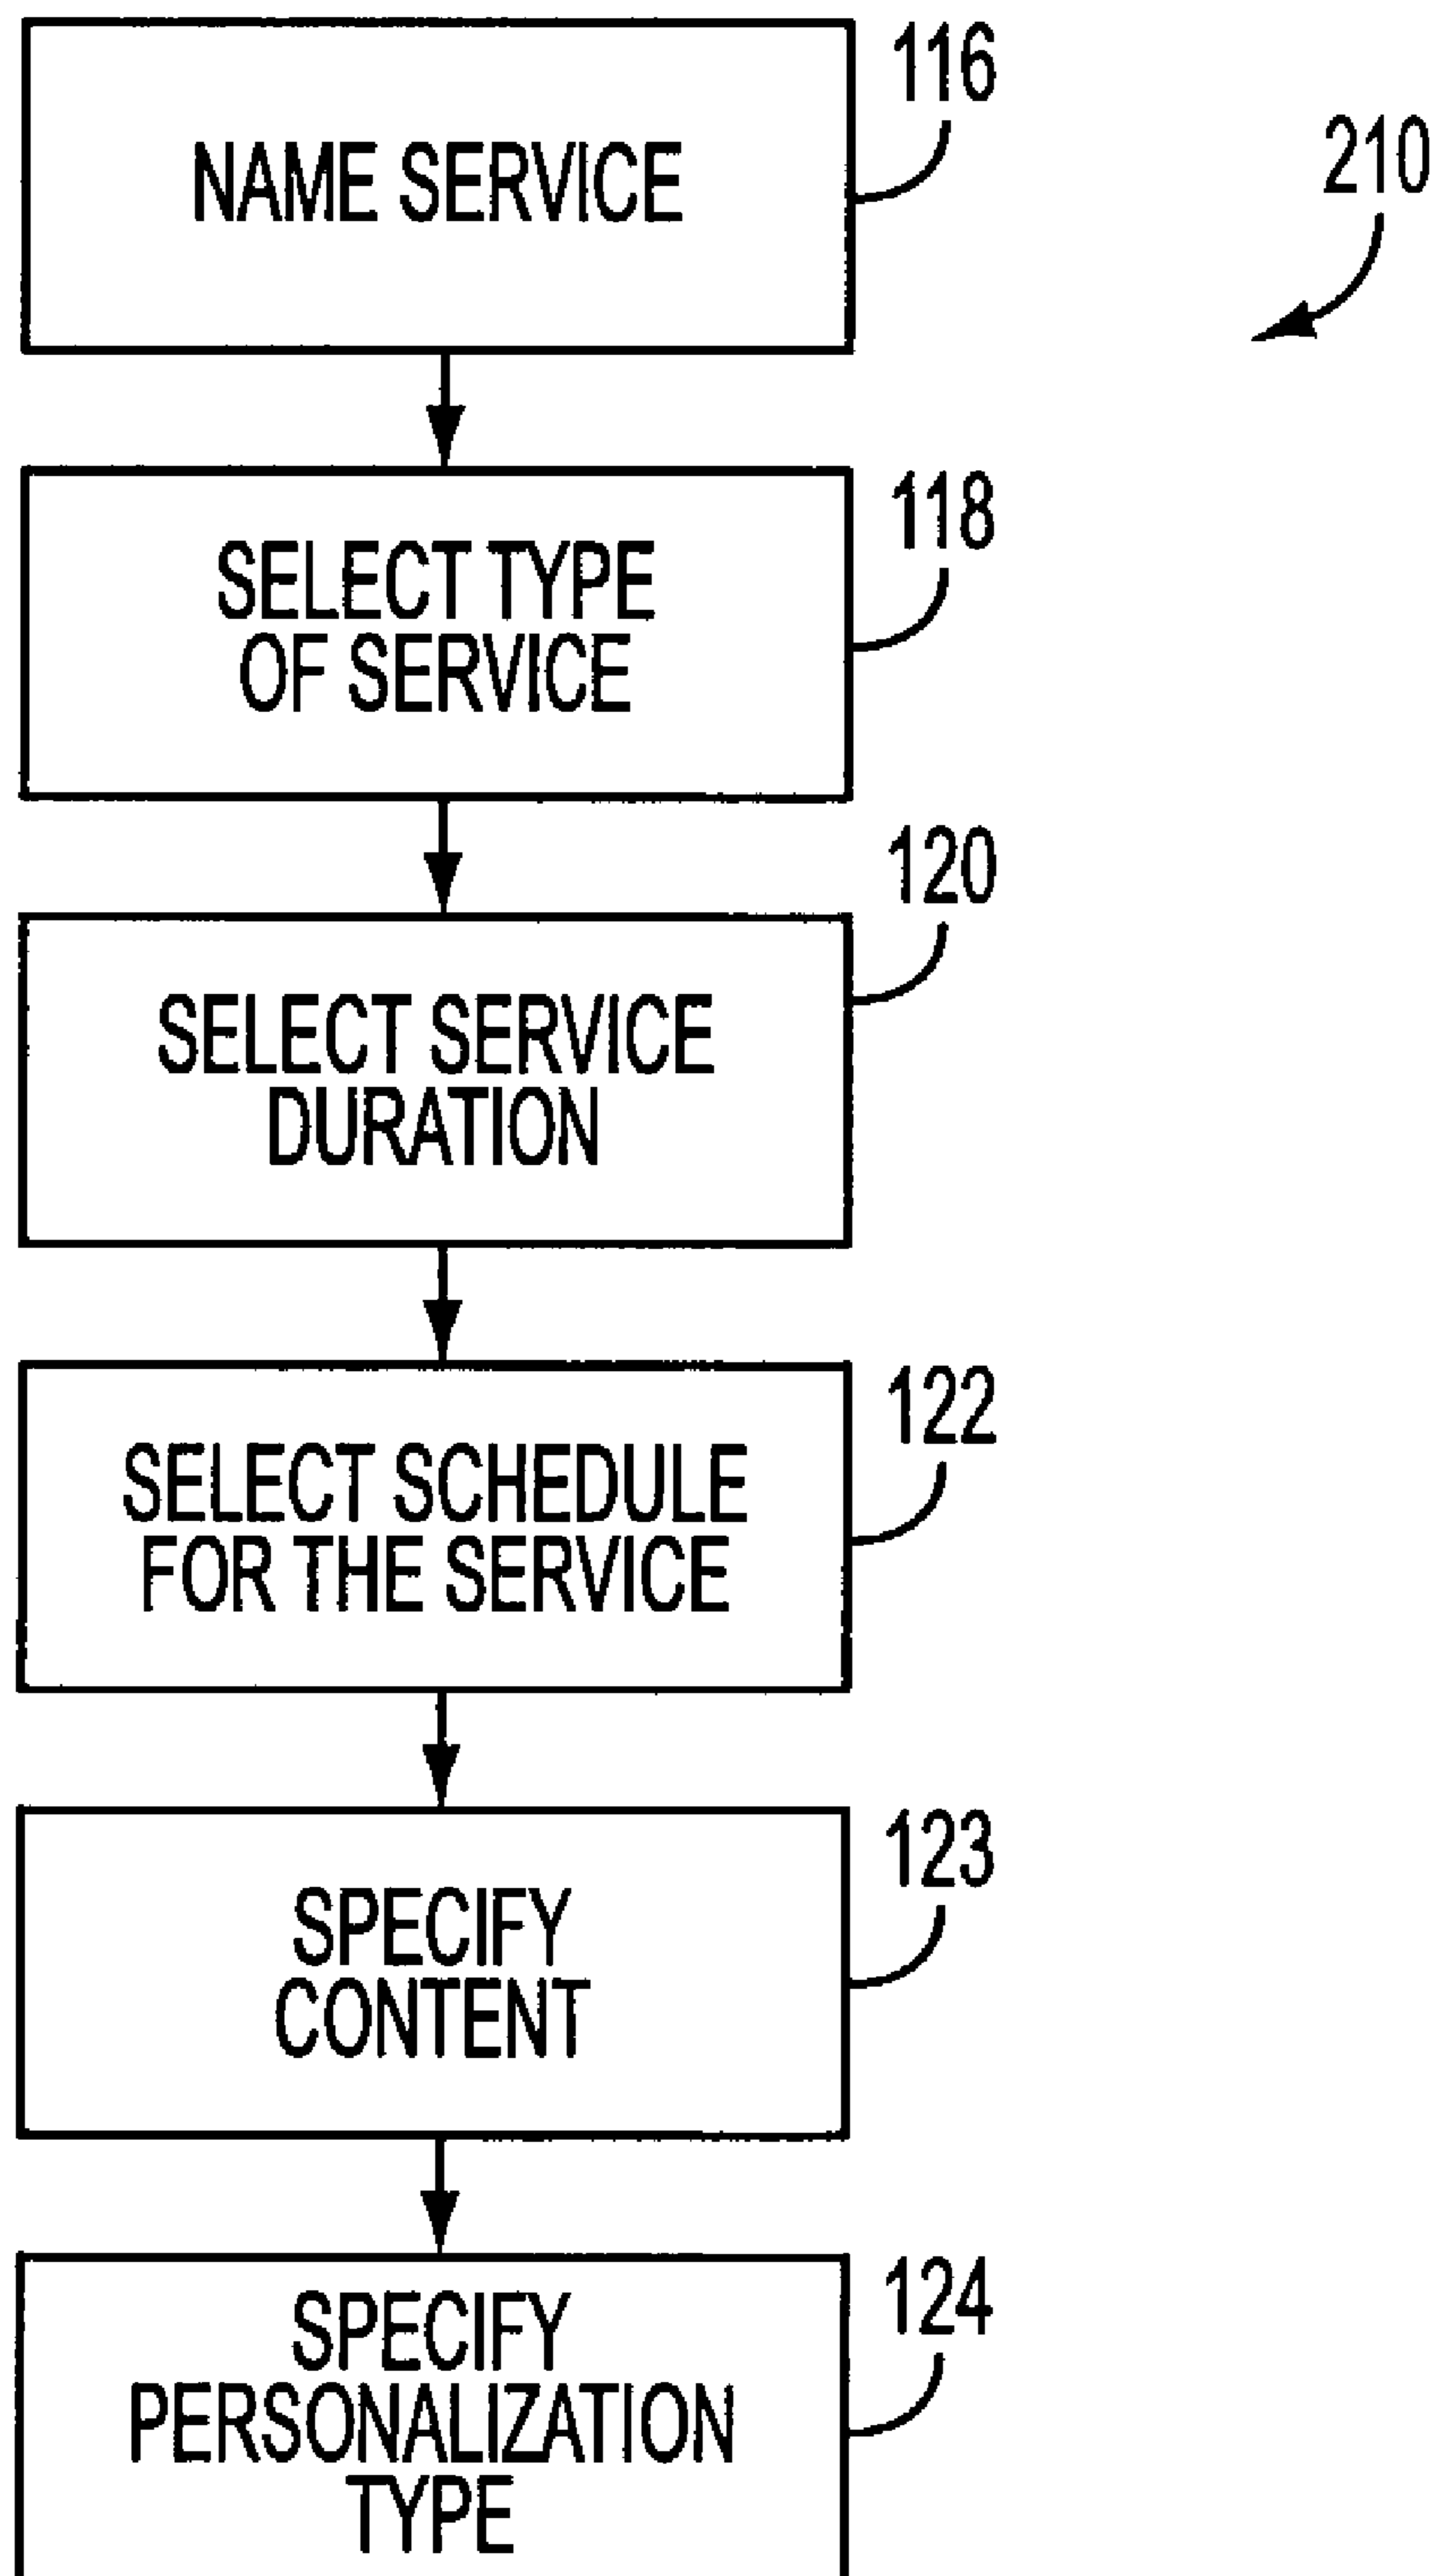 116
NAME SERVICE
210
118
SELECT TYPE
OF SERVICE
120
SELECT SERVICE
DURATION
122
SELECT SCHEDULE
FOR THE SERVICE
123
SPECIFY
CONTENT
124
SPECIFY
PERSONALIZATION
TYPE